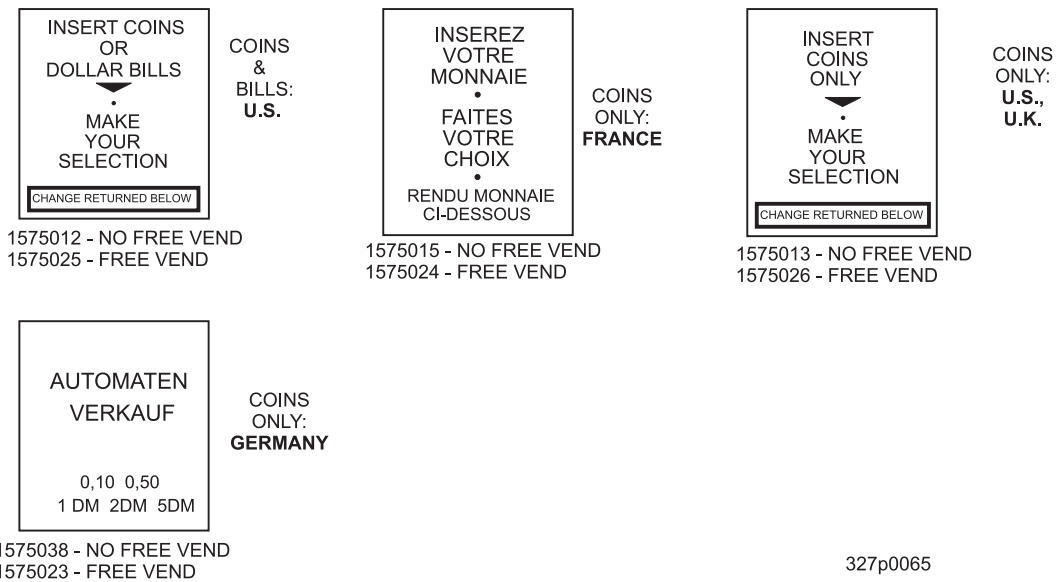 INSERT COINS
OR
DOLLAR BILLS
MAKE
YOUR
SELECTION
CHANGE RETURNED BELOW
COINS
&
BILLS:
U.S.
1575012 - NO FREE VEND
1575025 - FREE VEND
INSEREZ
VOTRE
MONNAIE
•
FAITES
VOTRE
CHOIX
•
RENDU MONNAIE
CI-DESSOUS
COINS
ONLY:
FRANCE
1575015 - NO FREE VEND
1575024 - FREE VEND
INSERT
COINS
ONLY
MAKE
YOUR
SELECTION
CHANGE RETURNED BELOW
COINS
ONLY:
U.S.,
U.K.
1575013 - NO FREE VEND
1575026 - FREE VEND
AUTOMATEN
VERKAUF
0,10 0,50
1 DM 2DM 5DM
COINS
ONLY:
GERMANY
1575038 - NO FREE VEND
1575023 - FREE VEND
327p0065